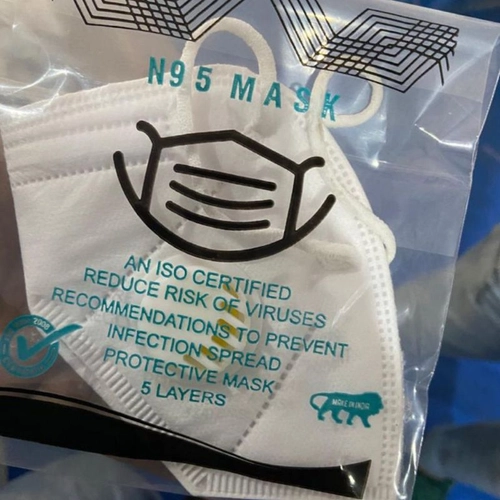 N95 MASK
AN ISO CERTIFIED
REDUCE RISK OF VIRUSES
RECOMMENDATIONS TO PREVENT
INFECTION SPREAD
PROTECTIVE MASK
5 LAYERS
MAKE IN INDIA